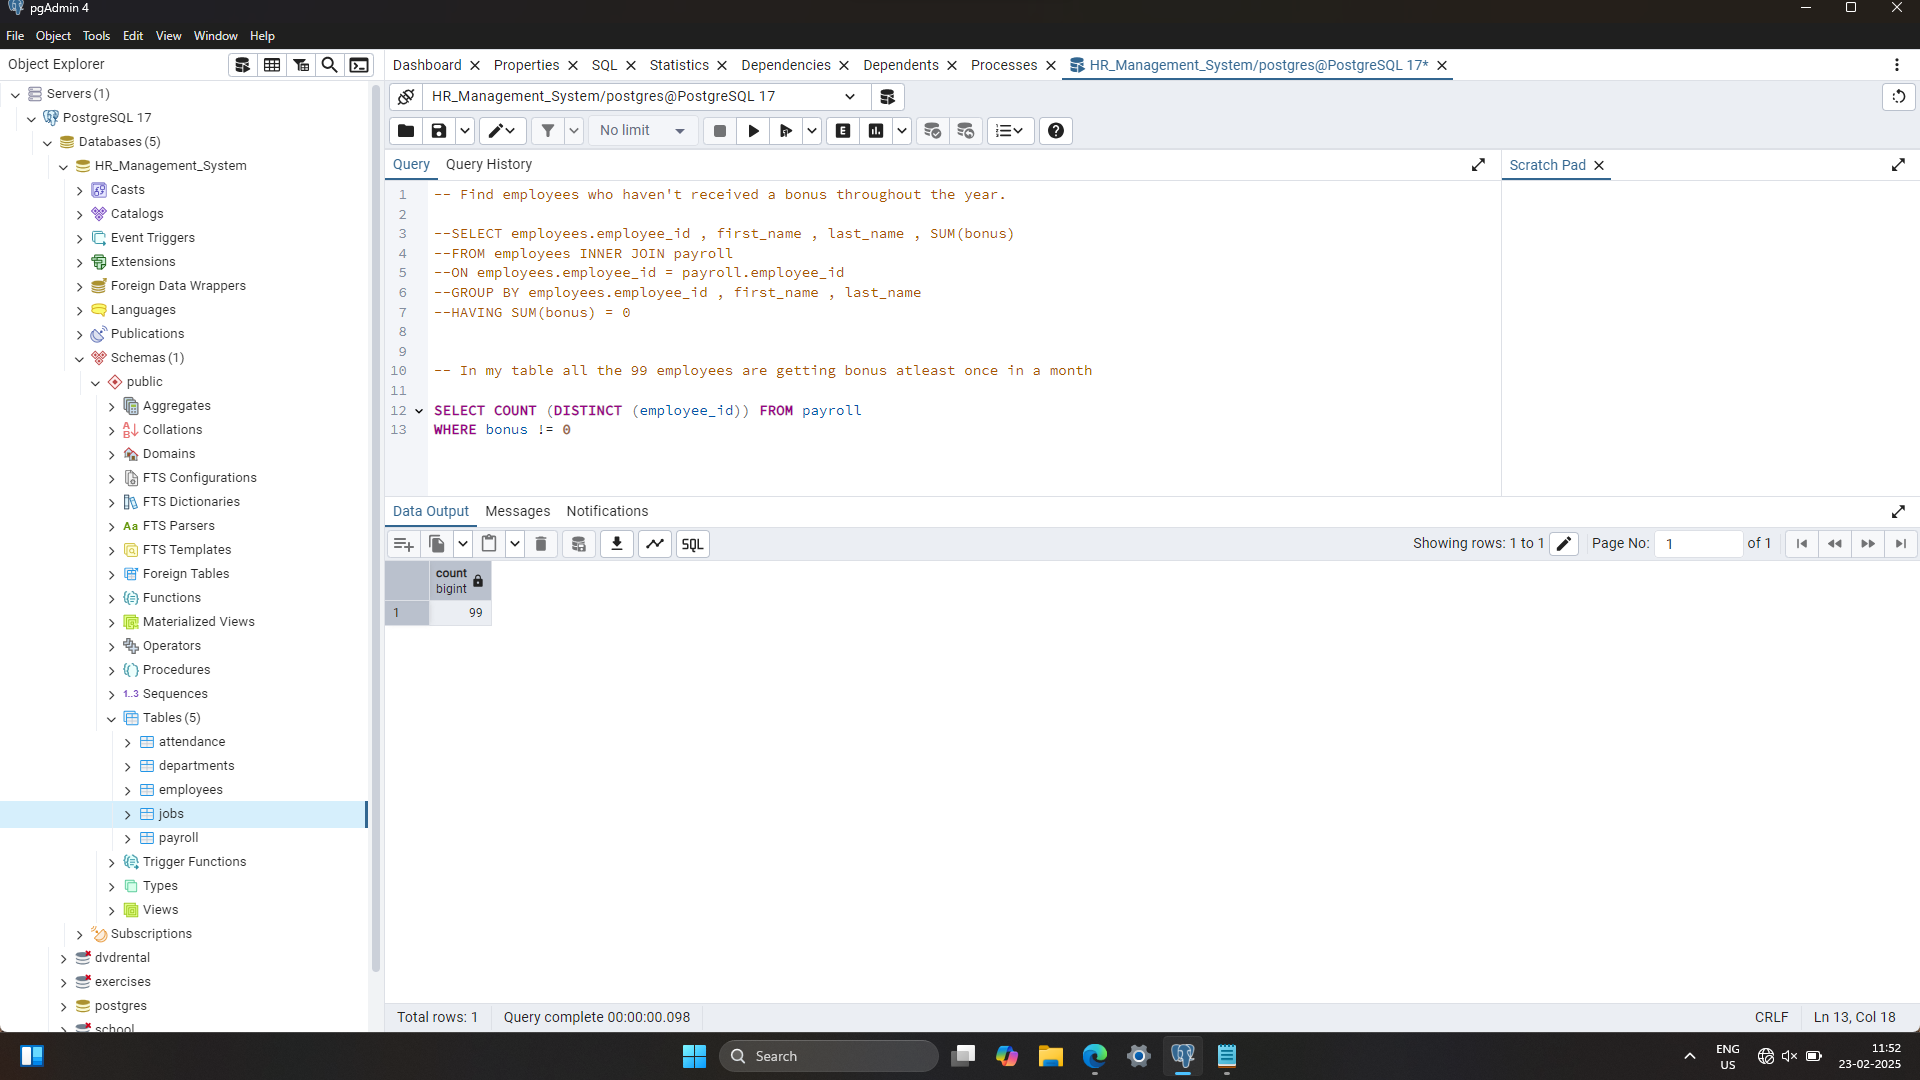 pgAdmin 4
File Object Tools Edit View Window Help
Object Explorer
Servers (1)
PostgreSQL 17
Databases (5)
HR_Management_System
Casts
Catalogs
Event Triggers
Extensions
Foreign Data Wrappers
Languages
Publications
Schemas (1)
public
Aggregates
Collations
Domains
FTS Configurations
FTS Dictionaries
Aa FTS Parsers
FTS Templates
Foreign Tables
Functions
Materialized Views
Operators
Procedures
1..3 Sequences
Tables (5)
attendance
departments
employees
jobs
payroll
Trigger Functions
Types
Views
Subscriptions
dvdrental
exercises
postgres
school
Dashboard Properties SQL Statistics Dependencies Dependents Processes HR_Management_System/postgres@PostgreSQL 17*
HR_Management_System/postgres@PostgreSQL 17
No limit E
Query Query History
Scratch Pad
1 -- Find employees who haven't received a bonus throughout the year.
2
3 --SELECT employees.employee_id , first_name , last_name , SUM(bonus)
4 --FROM employees INNER JOIN payroll
5 --ON employees.employee_id = payroll.employee_id
6 --GROUP BY employees.employee_id , first_name , last_name
7 --HAVING SUM(bonus) = 0
8
9
10 -- In my table all the 99 employees are getting bonus atleast once in a month
11
12 SELECT COUNT (DISTINCT (employee_id)) FROM payroll
13 WHERE bonus != 0
Data Output Messages Notifications
SQL Showing rows: 1 to 1 Page No: 1 of 1
count
bigint
1 99
Total rows: 1 Query complete 00:00:00.098 CRLF Ln 13, Col 18
Search
ENG
US
11:52
23-02-2025